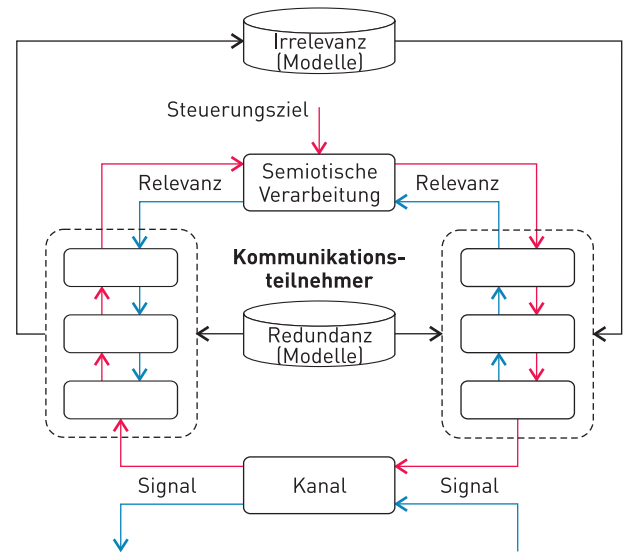 Irrelevanz
(Modelle)
Steuerungsziel
Semiotische
Verarbeitung
Relevanz
Relevanz
Kommunikations-
teilnehmer
Redundanz
(Modelle)
Signal
Kanal
Signal